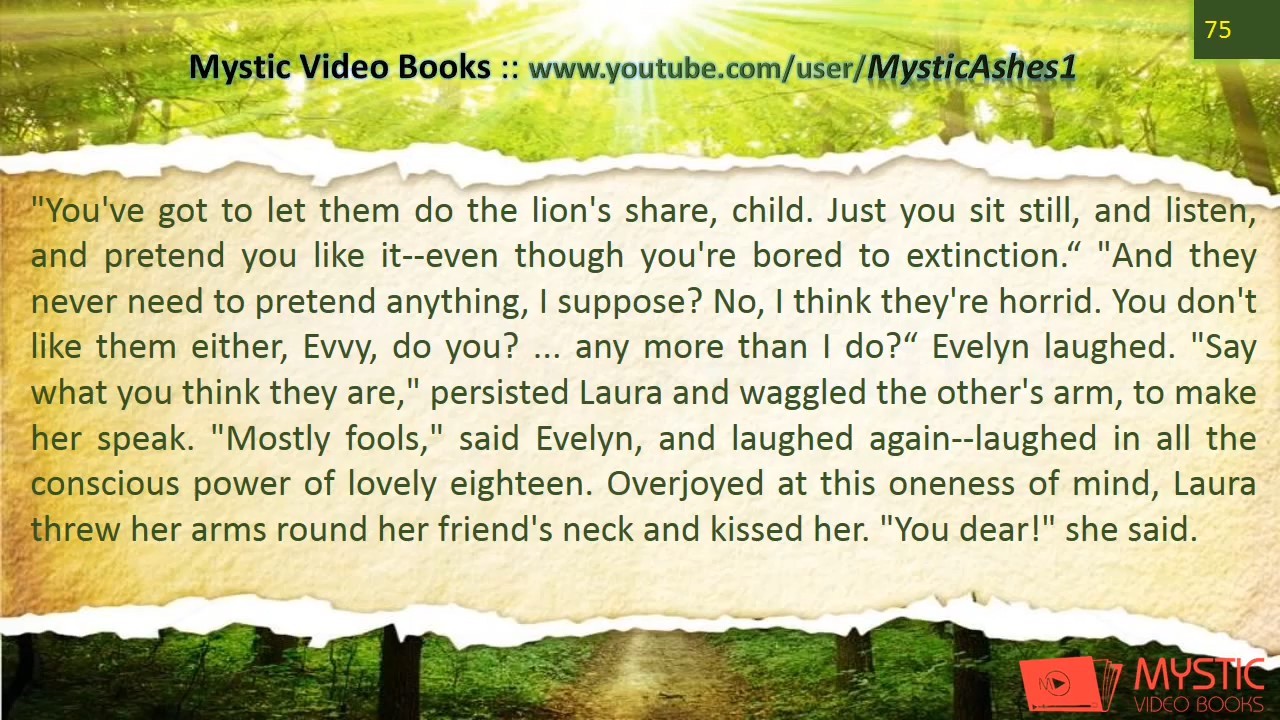 75
Mystic Video Books :: www.youtube.com/user/MysticAshes1
"You've got to let them do the lion's share, child. Just you sit still, and listen,
and pretend you like it--even though you're bored to extinction.“ "And they
never need to pretend anything, I suppose? No, I think they're horrid. You don't
like them either, Evvy, do you? ... any more than I do?“ Evelyn laughed. "Say
what you think they are," persisted Laura and waggled the other's arm, to make
her speak. "Mostly fools," said Evelyn, and laughed again--laughed in all the
conscious power of lovely eighteen. Overjoyed at this oneness of mind, Laura
threw her arms round her friend's neck and kissed her. "You dear!" she said.
MYSTIC
VIDEO BOOKS